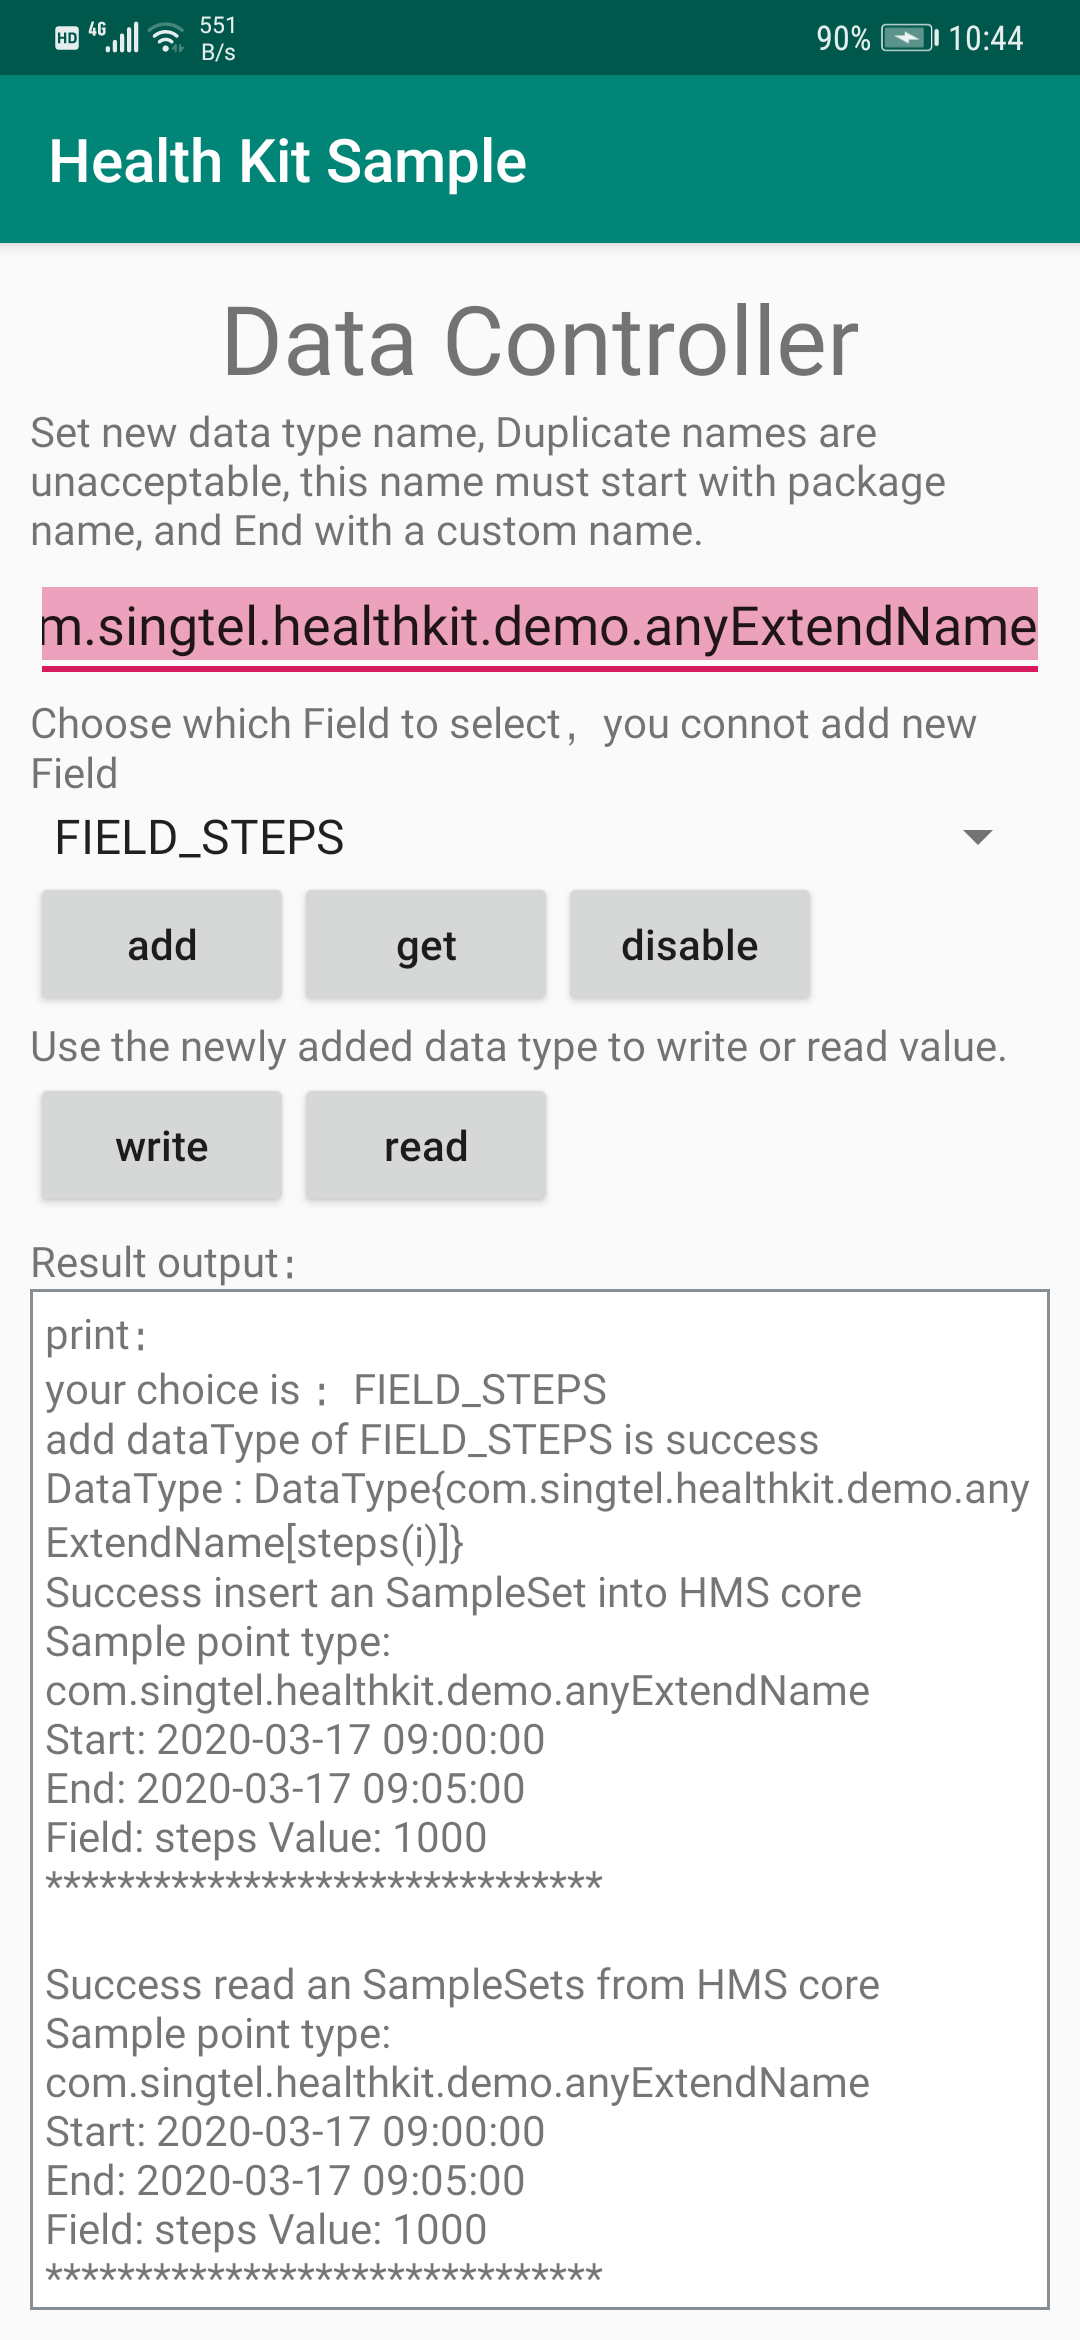 HD 4G 551 B/s 90% 10:44
Health Kit Sample
Data Controller
Set new data type name, Duplicate names are
unacceptable, this name must start with package
name, and End with a custom name.
m.singtel.healthkit.demo.anyExtendName
Choose which Field to select，you connot add new
Field
FIELD_STEPS
add get disable
Use the newly added data type to write or read value.
write read
Result output：
print：
your choice is ： FIELD_STEPS
add dataType of FIELD_STEPS is success
DataType : DataType{com.singtel.healthkit.demo.any
ExtendName[steps(i)]}
Success insert an SampleSet into HMS core
Sample point type:
com.singtel.healthkit.demo.anyExtendName
Start: 2020-03-17 09:00:00
End: 2020-03-17 09:05:00
Field: steps Value: 1000
*******************************
Success read an SampleSets from HMS core
Sample point type:
com.singtel.healthkit.demo.anyExtendName
Start: 2020-03-17 09:00:00
End: 2020-03-17 09:05:00
Field: steps Value: 1000
*******************************